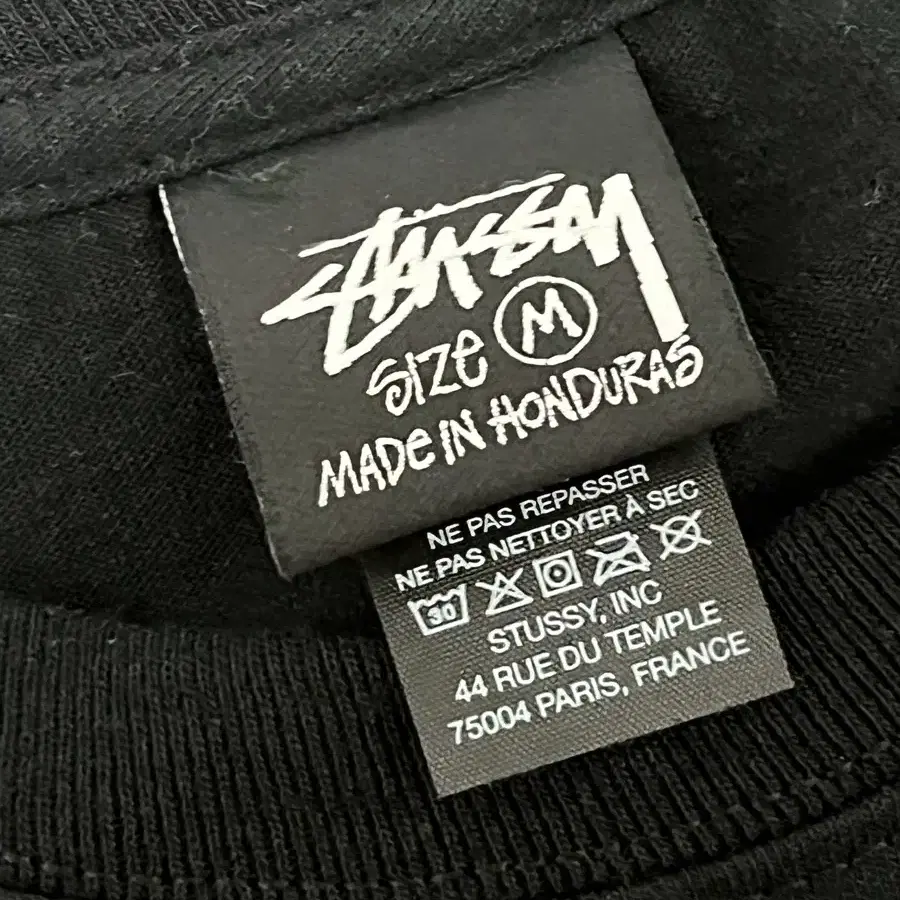 STÜSSY
SIZE M
MADE IN HONDURAS
NE PAS REPASSER
NE PAS NETTOYER À SEC
30
STUSSY, INC
44 RUE DU TEMPLE
75004 PARIS, FRANCE